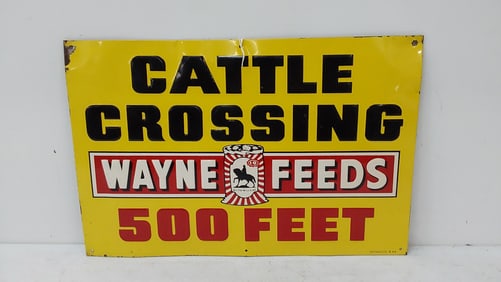 CATTLE
CROSSING
WAYNE FEEDS
500 FEET